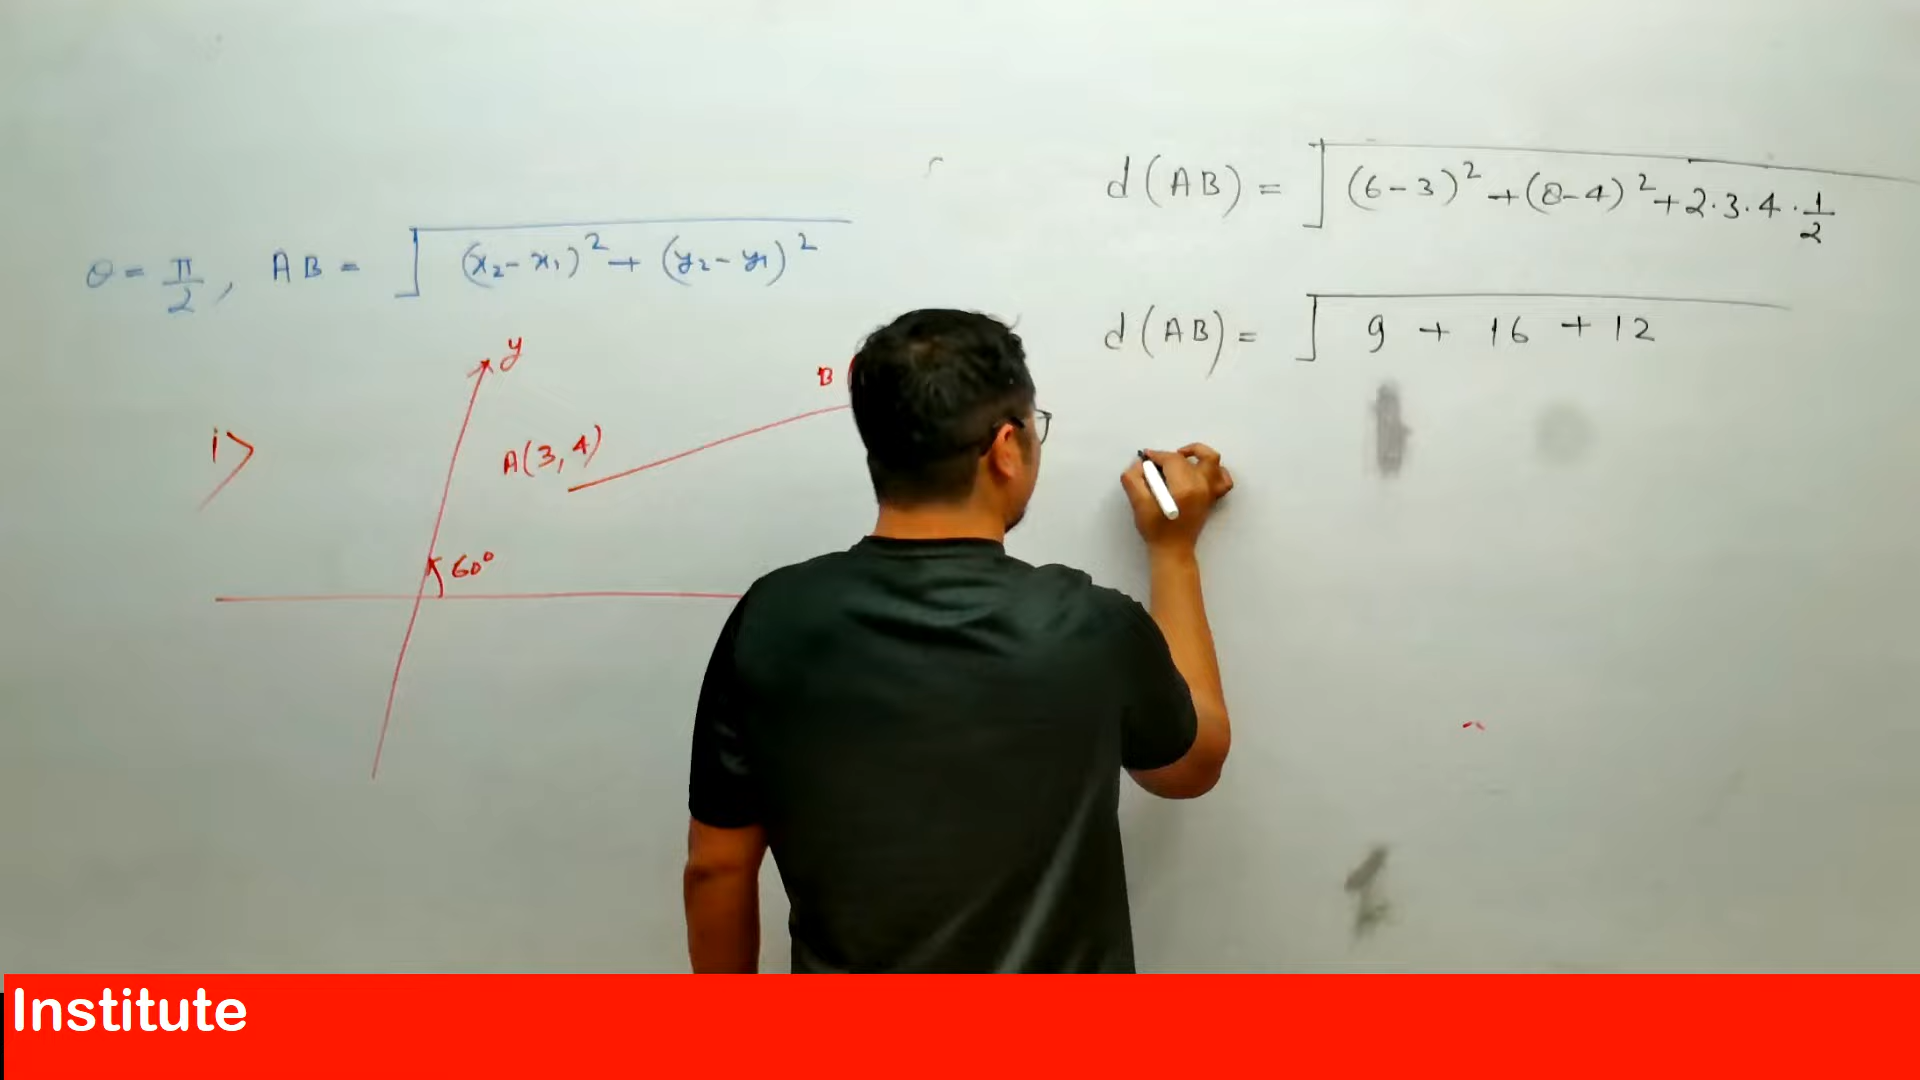 θ = π/2 , AB = √(x₂ - x₁)² + (y₂ - y₁)²
y
B
i>
A(3, 4)
60°
d(AB) = √(6-3)² + (8-4)² + 2·3·4·1/2
d(AB) = √9 + 16 + 12
Institute